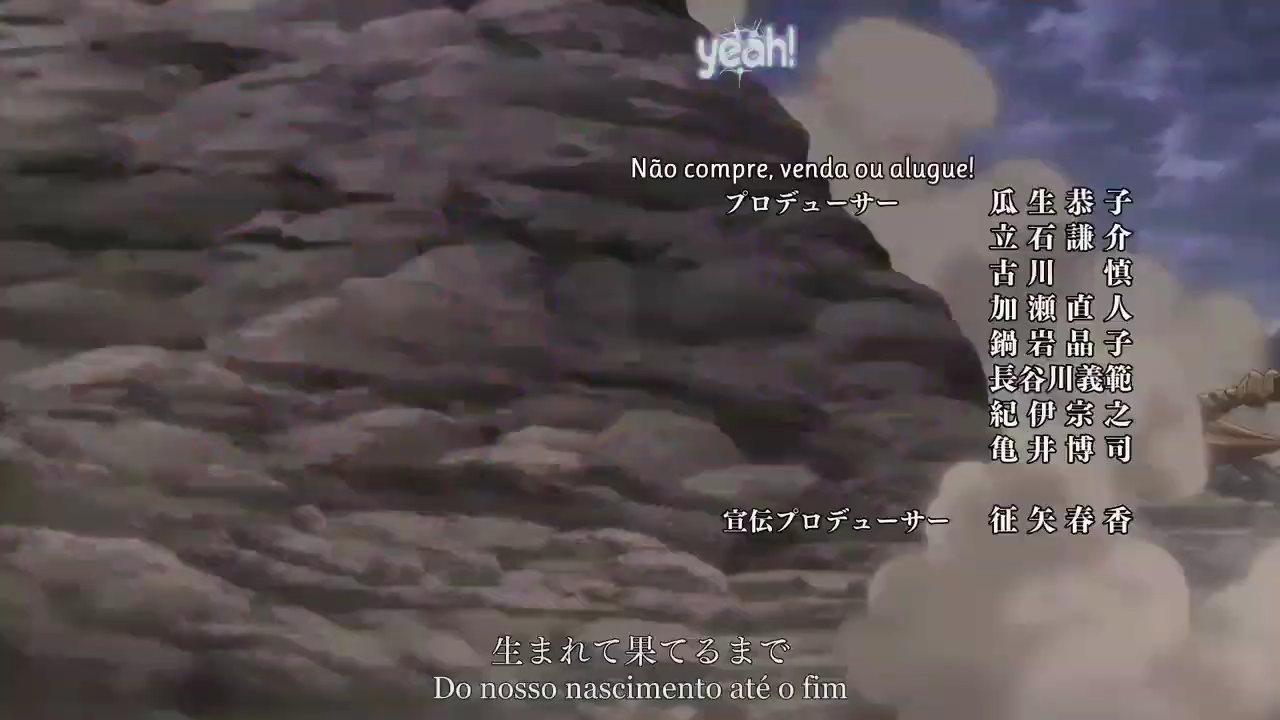 yeah!
Não compre, venda ou alugue!
プロデューサー 瓜生恭子
立石謙介
古川 慎
加瀬直人
鍋岩晶子
長谷川義範
紀伊宗之
亀井博司
宣伝プロデューサー 征矢春香
生まれて果てるまで
Do nosso nascimento até o fim